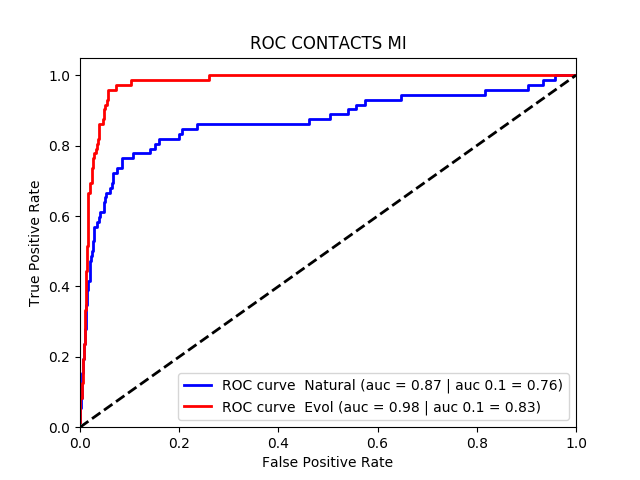 ROC CONTACTS MI
True Positive Rate
1.0
0.8
0.6
0.4
0.2
0.0
ROC curve  Natural (auc = 0.87 | auc 0.1 = 0.76)
ROC curve  Evol (auc = 0.98 | auc 0.1 = 0.83)
0.0 0.2 0.4 0.6 0.8 1.0
False Positive Rate